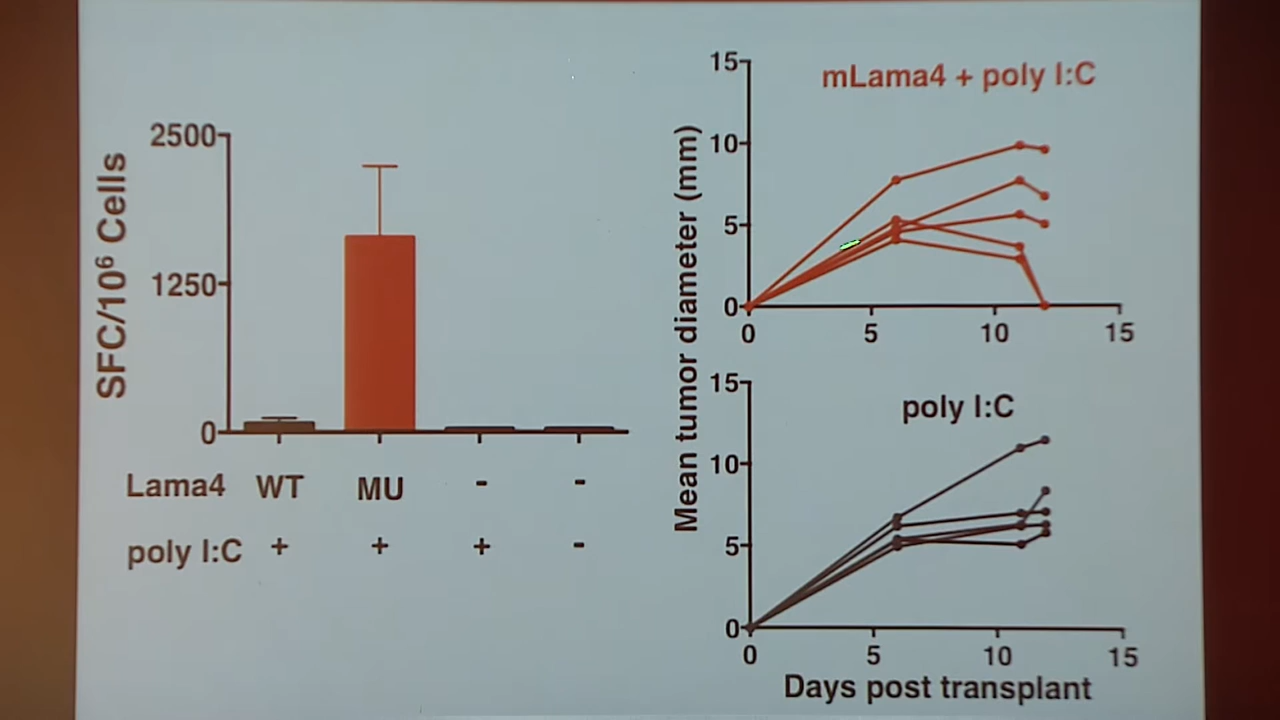 2500
1250
0
SFC/10⁶ Cells
Lama4 WT MU - -
poly I:C + + + -
mLama4 + poly I:C
15
10
5
0
0 5 10 15
Mean tumor diameter (mm)
poly I:C
15
10
5
0
0 5 10 15
Days post transplant